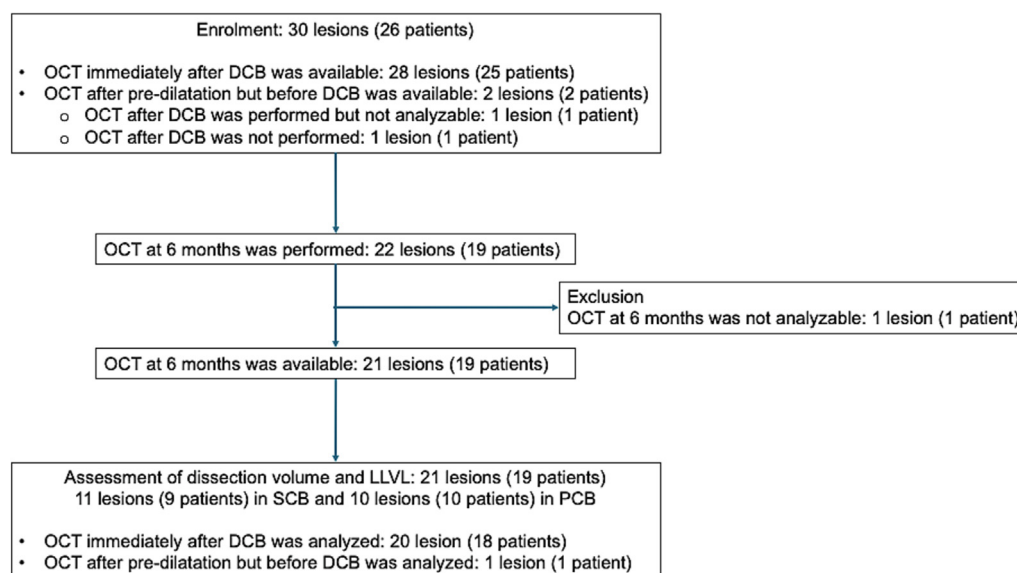 Enrolment: 30 lesions (26 patients)
• OCT immediately after DCB was available: 28 lesions (25 patients)
• OCT after pre-dilatation but before DCB was available: 2 lesions (2 patients)
o OCT after DCB was performed but not analyzable: 1 lesion (1 patient)
o OCT after DCB was not performed: 1 lesion (1 patient)
OCT at 6 months was performed: 22 lesions (19 patients)
Exclusion
OCT at 6 months was not analyzable: 1 lesion (1 patient)
OCT at 6 months was available: 21 lesions (19 patients)
Assessment of dissection volume and LLVL: 21 lesions (19 patients)
11 lesions (9 patients) in SCB and 10 lesions (10 patients) in PCB
• OCT immediately after DCB was analyzed: 20 lesion (18 patients)
• OCT after pre-dilatation but before DCB was analyzed: 1 lesion (1 patient)